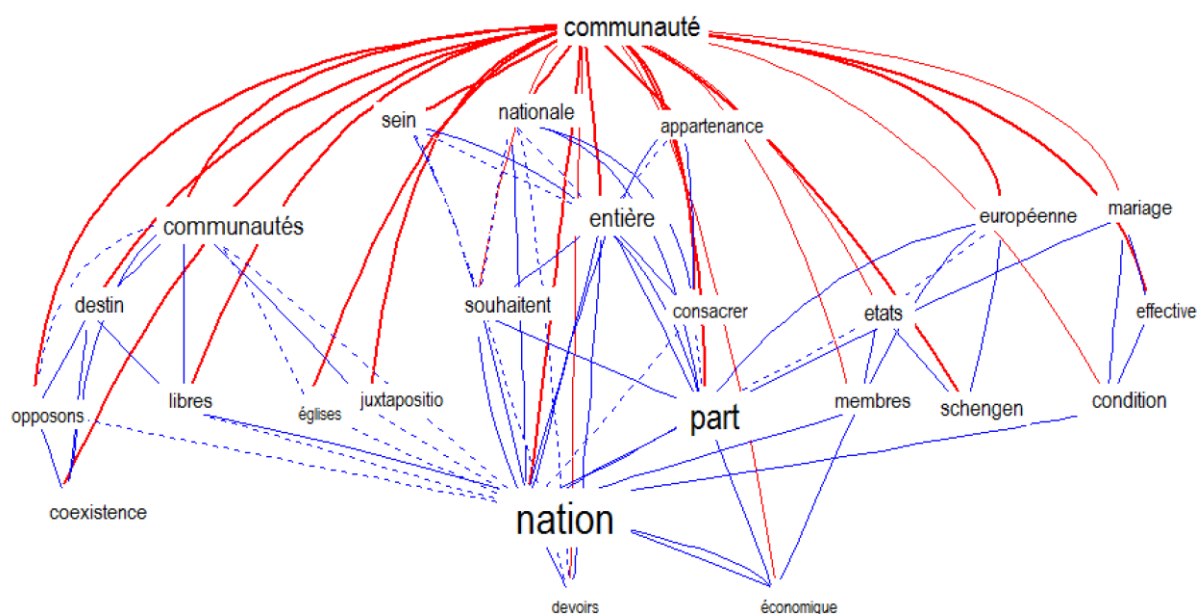 communauté
nationale
sein
appartenance
mariage
européenne
entière
communautés
destin
souhaitent
consacrer
etats
effective
opposons
libres
églises
juxtapositio
part
membres
schengen
condition
coexistence
nation
devoirs
économique